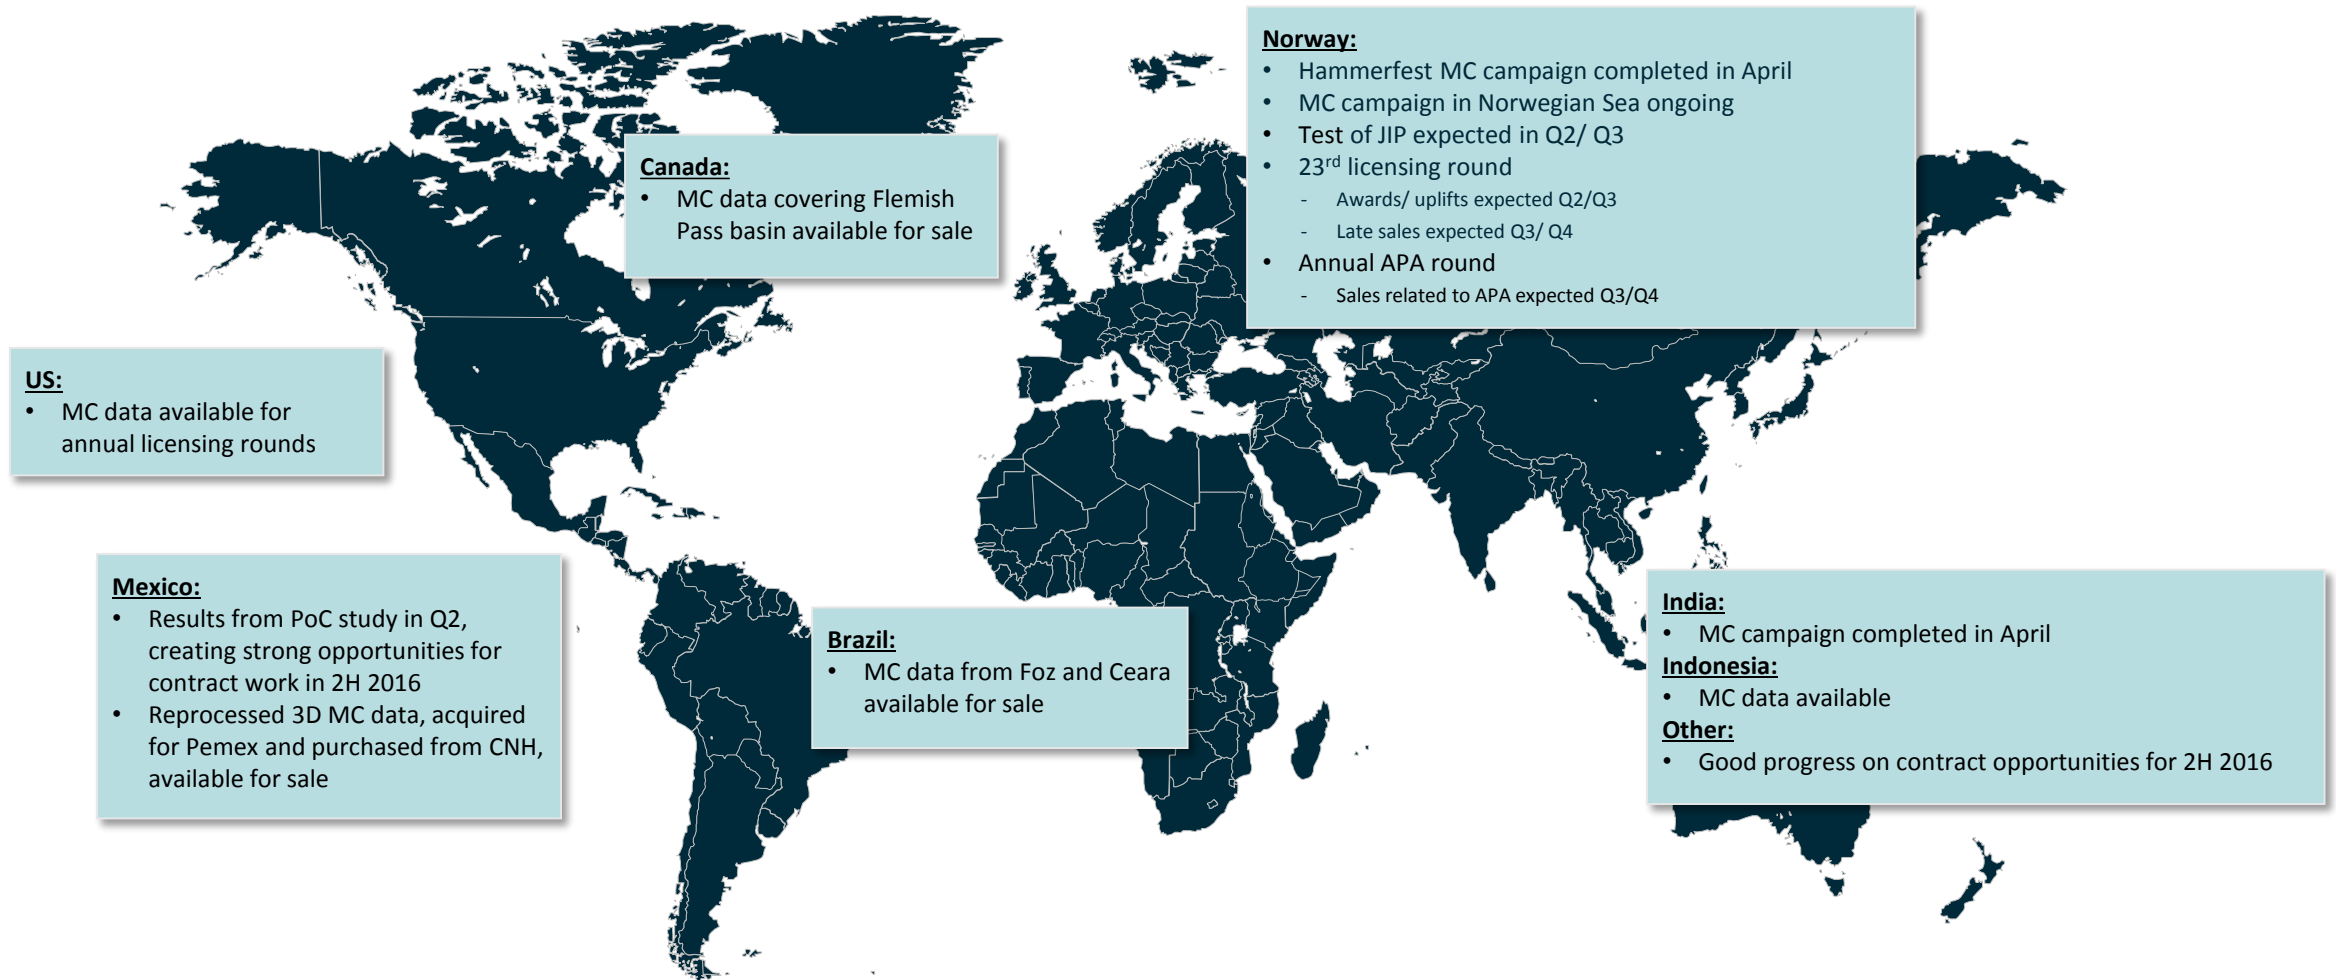 Norway:
• Hammerfest MC campaign completed in April
• MC campaign in Norwegian Sea ongoing
• Test of JIP expected in Q2/ Q3
• 23rd licensing round
- Awards/ uplifts expected Q2/Q3
- Late sales expected Q3/ Q4
• Annual APA round
- Sales related to APA expected Q3/Q4
Canada:
• MC data covering Flemish
Pass basin available for sale
US:
• MC data available for
annual licensing rounds
Mexico:
• Results from PoC study in Q2,
creating strong opportunities for
contract work in 2H 2016
• Reprocessed 3D MC data, acquired
for Pemex and purchased from CNH,
available for sale
Brazil:
• MC data from Foz and Ceara
available for sale
India:
• MC campaign completed in April
Indonesia:
• MC data available
Other:
• Good progress on contract opportunities for 2H 2016